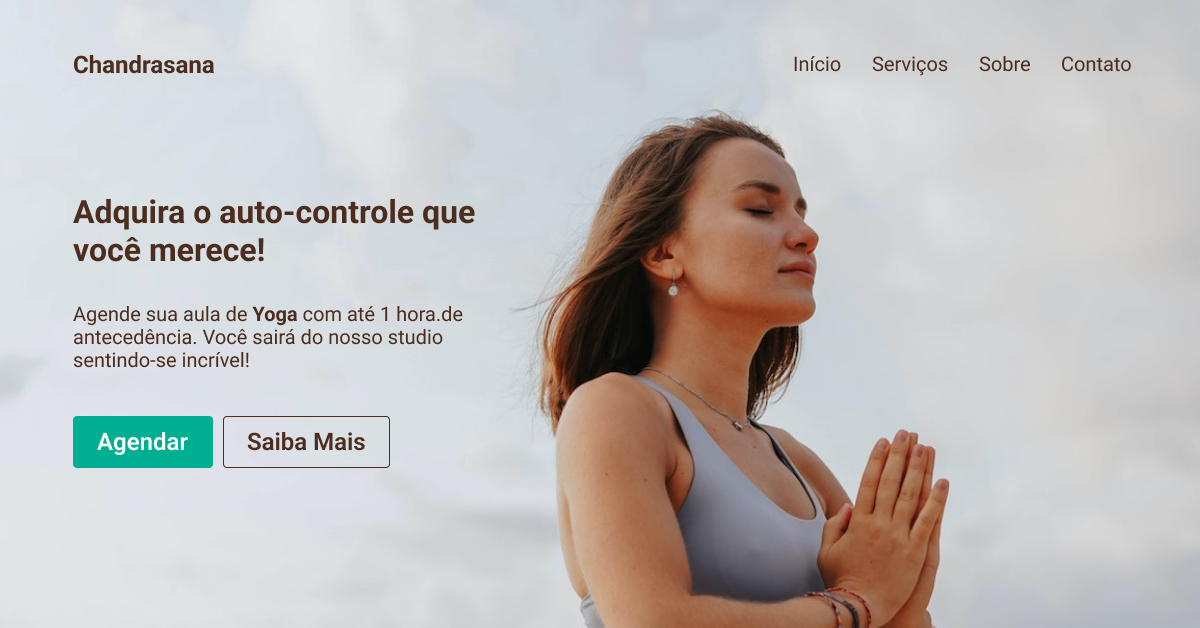 Chandrasana
Início Serviços Sobre Contato
Adquira o auto-controle que
você merece!
Agende sua aula de Yoga com até 1 hora.de
antecedência. Você sairá do nosso studio
sentindo-se incrível!
Agendar Saiba Mais